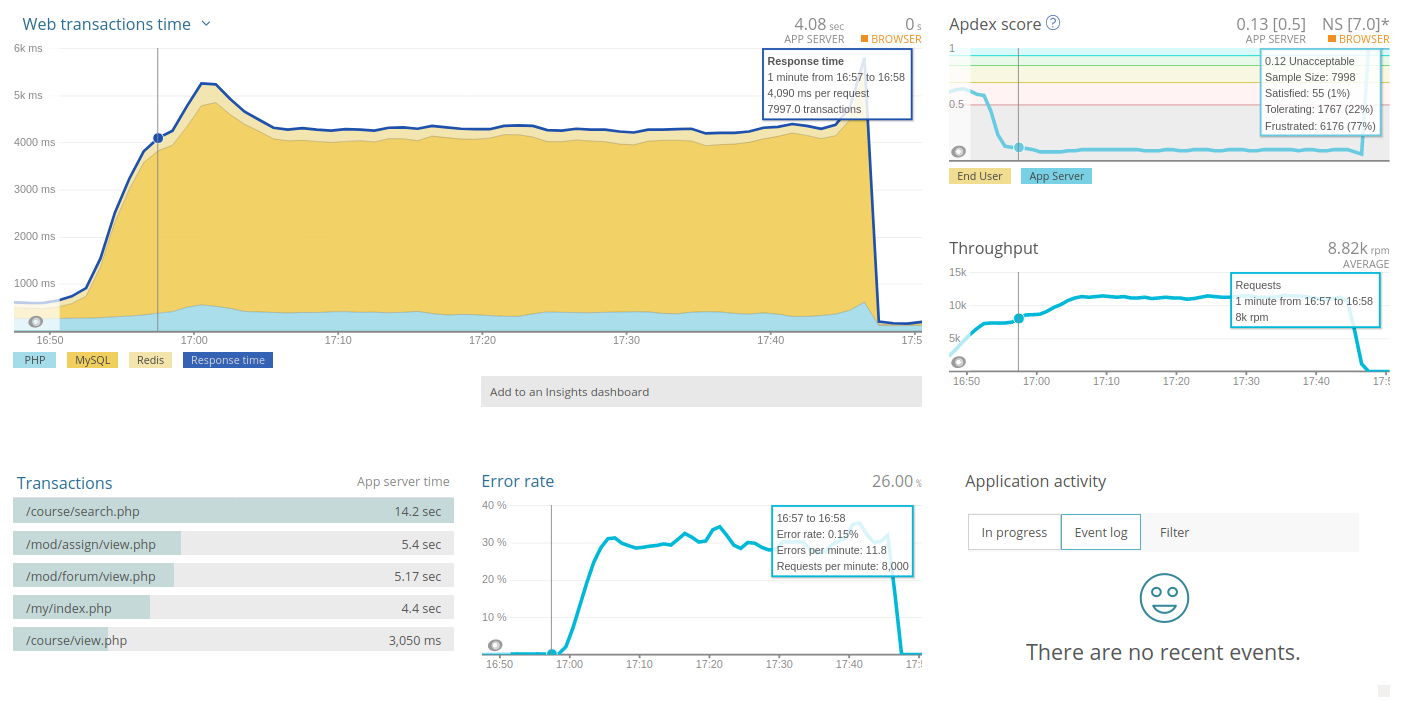 Web transactions time
4.08 sec
APP SERVER
0 s
BROWSER
6k ms
5k ms
4000 ms
3000 ms
2000 ms
1000 ms
Response time
1 minute from 16:57 to 16:58
4,090 ms per request
7997.0 transactions
16:50 17:00 17:10 17:20 17:30 17:40 17:5
PHP MySQL Redis Response time
Add to an Insights dashboard
Apdex score ?
0.13 [0.5]
APP SERVER
NS [7.0]*
BROWSER
1
0.5
0.12 Unacceptable
Sample Size: 7998
Satisfied: 55 (1%)
Tolerating: 1767 (22%)
Frustrated: 6176 (77%)
End User App Server
Throughput
8.82k rpm
AVERAGE
15k
10k
5k
Requests
1 minute from 16:57 to 16:58
8k rpm
16:50 17:00 17:10 17:20 17:30 17:40 17:5
Transactions App server time
/course/search.php 14.2 sec
/mod/assign/view.php 5.4 sec
/mod/forum/view.php 5.17 sec
/my/index.php 4.4 sec
/course/view.php 3,050 ms
Error rate 26.00 %
40 %
30 %
20 %
10 %
16:57 to 16:58
Error rate: 0.15%
Errors per minute: 11.8
Requests per minute: 8,000
16:50 17:00 17:10 17:20 17:30 17:40 17:5
Application activity
In progress Event log Filter
There are no recent events.